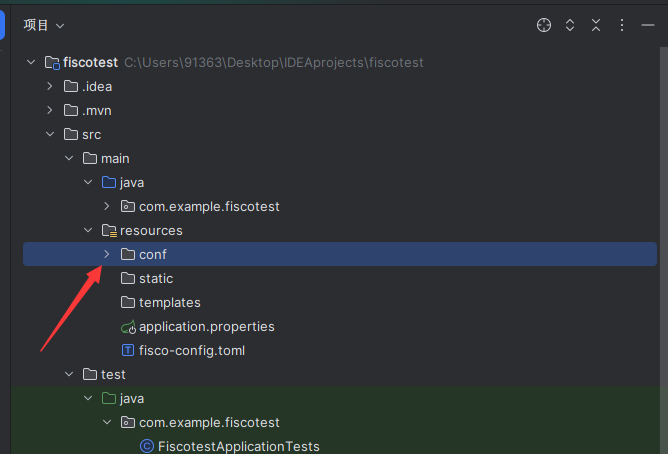 项目
fiscotest C:\Users\91363\Desktop\IDEAprojects\fiscotest
.idea
.mvn
src
main
java
com.example.fiscotest
resources
conf
static
templates
application.properties
fisco-config.toml
test
java
com.example.fiscotest
FiscotestApplicationTests